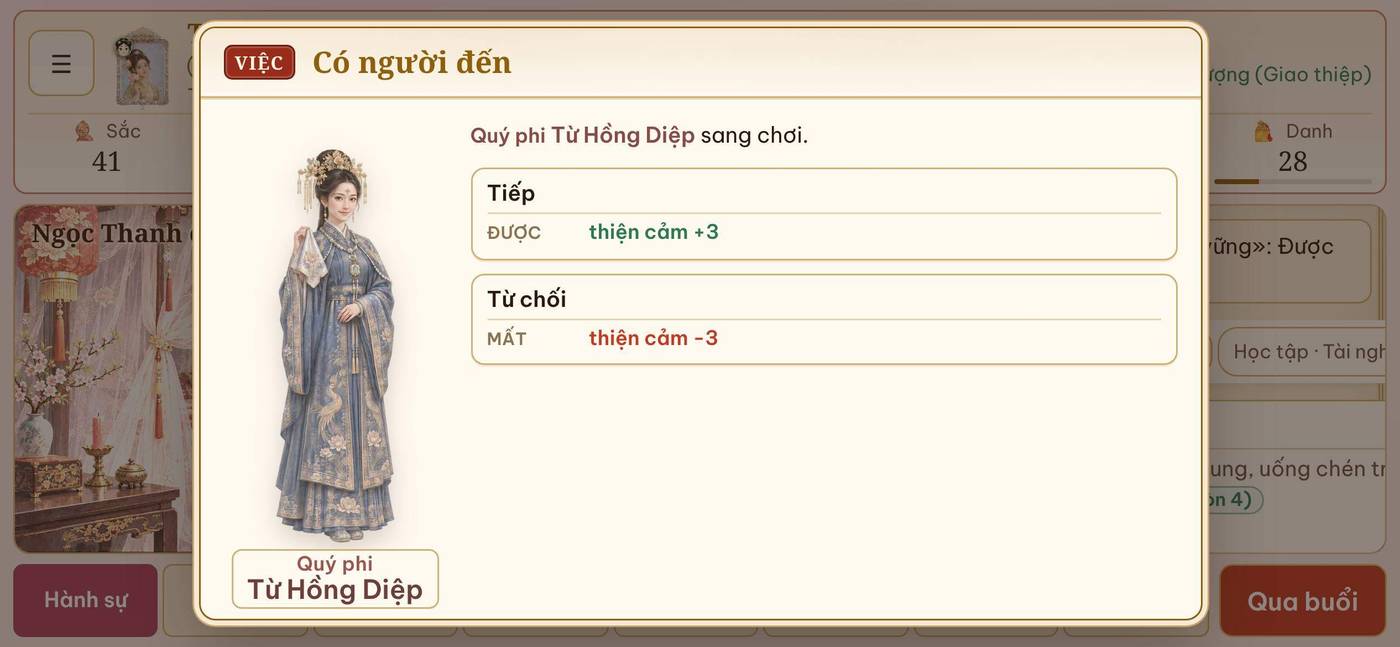 VIỆC Có người đến
☰
Sắc
41
ượng (Giao thiệp)
Danh
28
Ngọc Thanh
Quý phi Từ Hồng Diệp sang chơi.
Tiếp
ĐƯỢC thiện cảm +3
Từ chối
MẤT thiện cảm -3
Quý phi
Từ Hồng Diệp
vững»: Được
Học tập · Tài ngh
ung, uống chén tr
òn 4)
Hành sự
Qua buổi